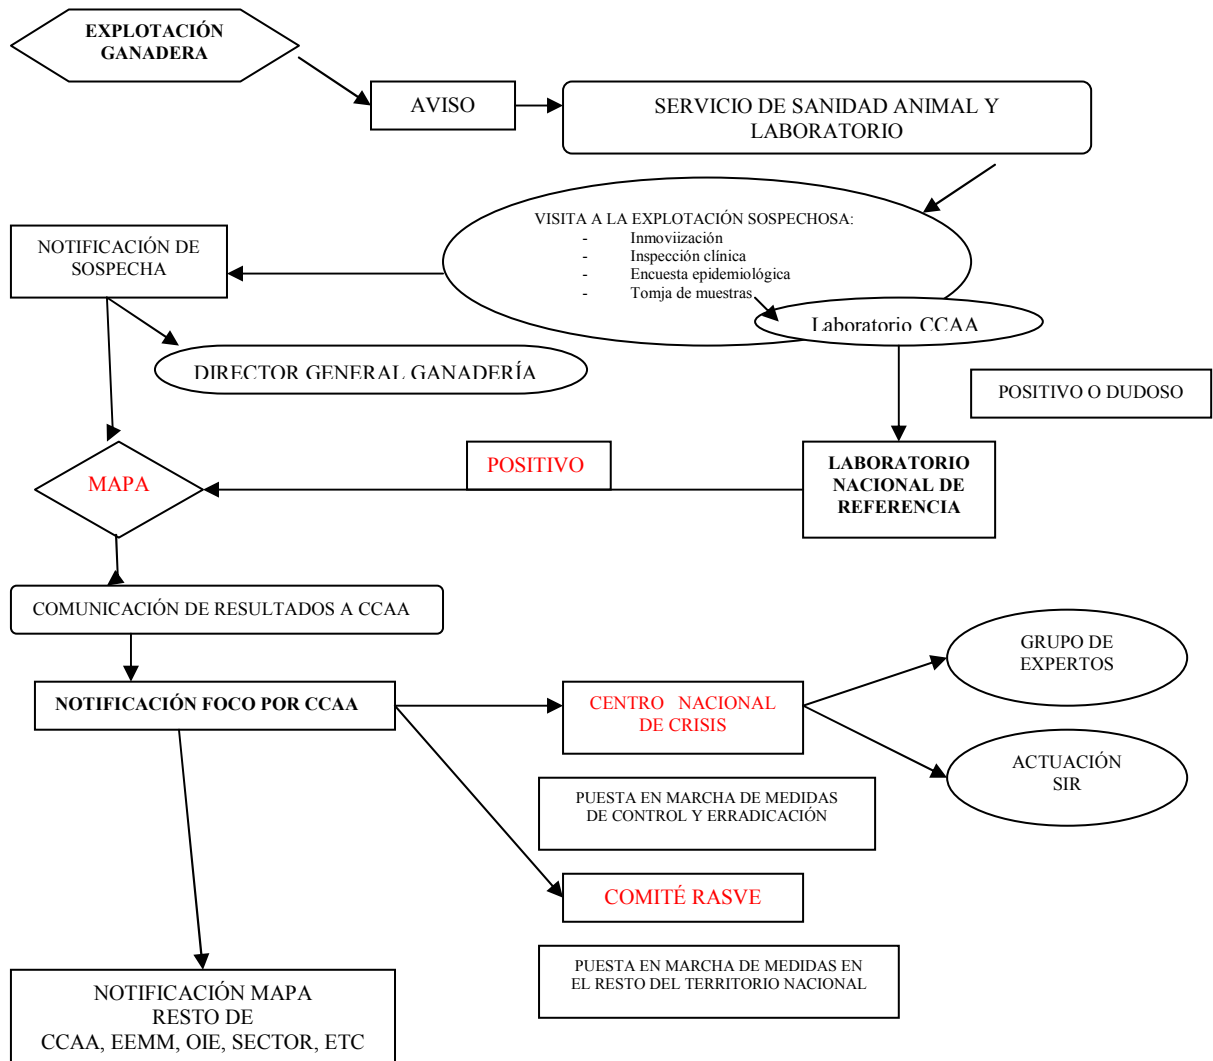 EXPLOTACIÓN
GANADERA
AVISO
SERVICIO DE SANIDAD ANIMAL Y
LABORATORIO
VISITA A LA EXPLOTACIÓN SOSPECHOSA:
- Inmoviización
- Inspección clínica
- Encuesta epidemiológica
- Tomja de muestras
NOTIFICACIÓN DE
SOSPECHA
Laboratorio CCAA
DIRECTOR GENERAL GANADERÍA
POSITIVO O DUDOSO
MAPA
POSITIVO
LABORATORIO
NACIONAL DE
REFERENCIA
COMUNICACIÓN DE RESULTADOS A CCAA
NOTIFICACIÓN FOCO POR CCAA
CENTRO NACIONAL
DE CRISIS
GRUPO DE
EXPERTOS
ACTUACIÓN
SIR
PUESTA EN MARCHA DE MEDIDAS
DE CONTROL Y ERRADICACIÓN
COMITÉ RASVE
PUESTA EN MARCHA DE MEDIDAS EN
EL RESTO DEL TERRITORIO NACIONAL
NOTIFICACIÓN MAPA
RESTO DE
CCAA, EEMM, OIE, SECTOR, ETC